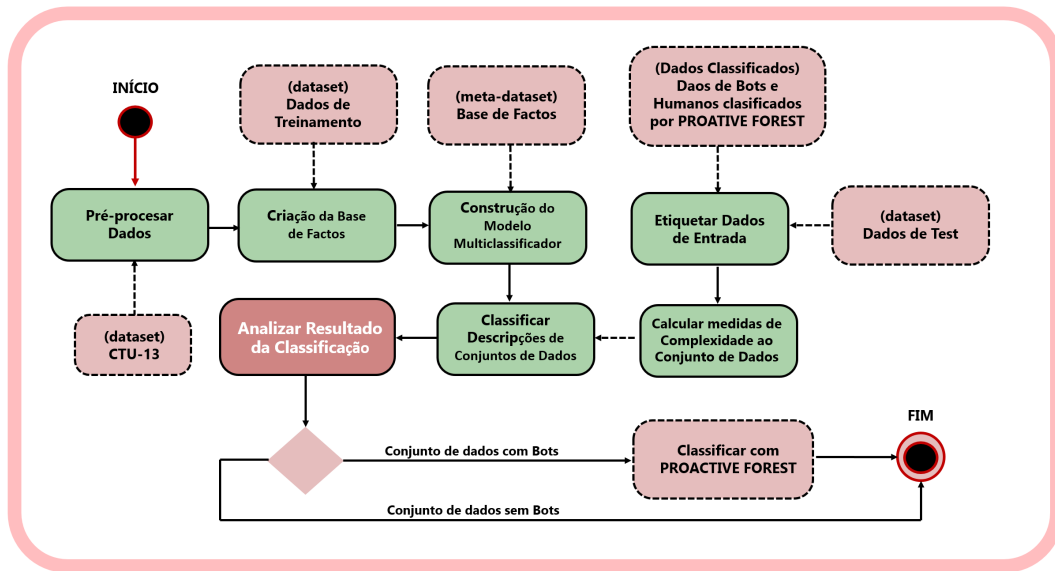 INÍCIO
(dataset)
Dados de
Treinamento
(meta-dataset)
Base de Factos
(Dados Classificados)
Daos de Bots e
Humanos clasificados
por PROATIVE FOREST
Pré-procesar
Dados
Criação da Base
de Factos
Construção do
Modelo
Multiclassificador
Etiquetar Dados
de Entrada
(dataset)
Dados de Test
(dataset)
CTU-13
Analizar Resultado
da Classificação
Classificar
Descripções de
Conjuntos de Dados
Calcular medidas de
Complexidade ao
Conjunto de Dados
Conjunto de dados com Bots
Classificar com
PROACTIVE FOREST
FIM
Conjunto de dados sem Bots